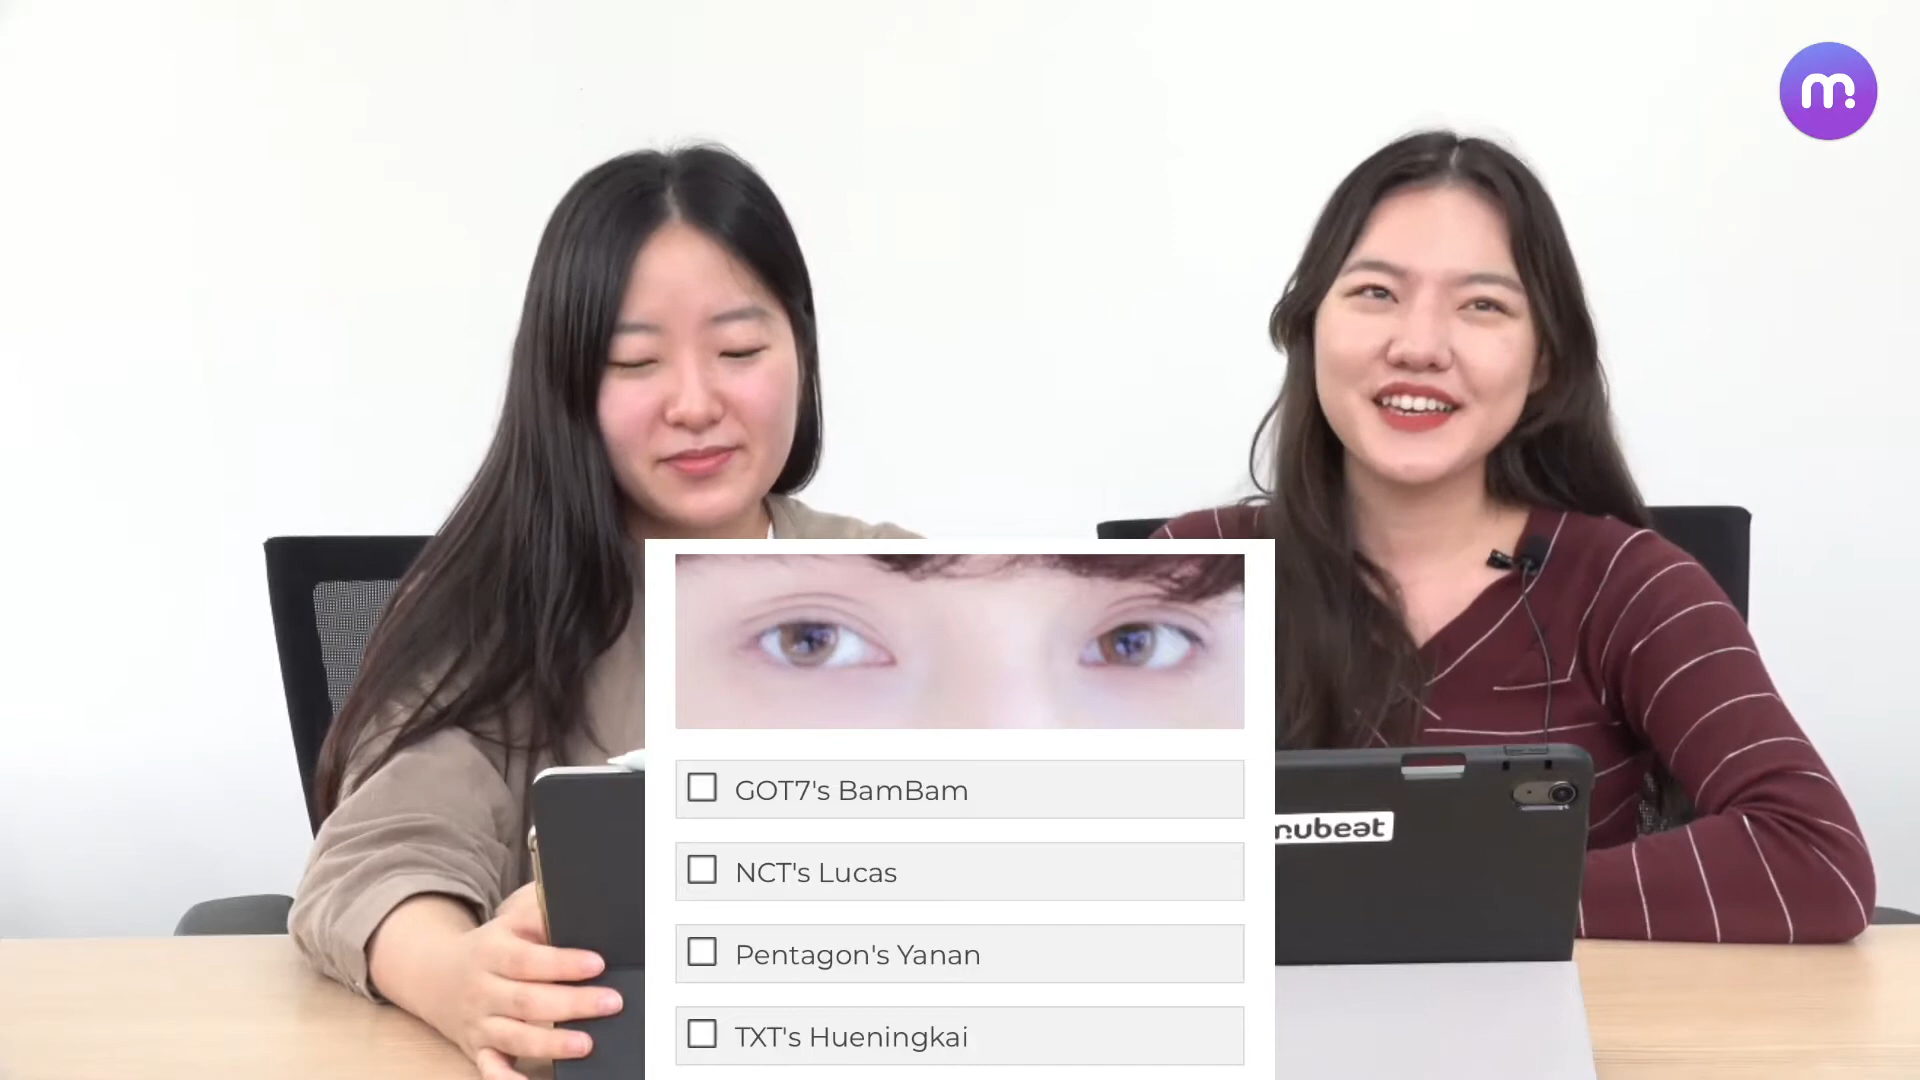 m.
GOT7's BamBam
NCT's Lucas
mubeat
Pentagon's Yanan
TXT's Hueningkai